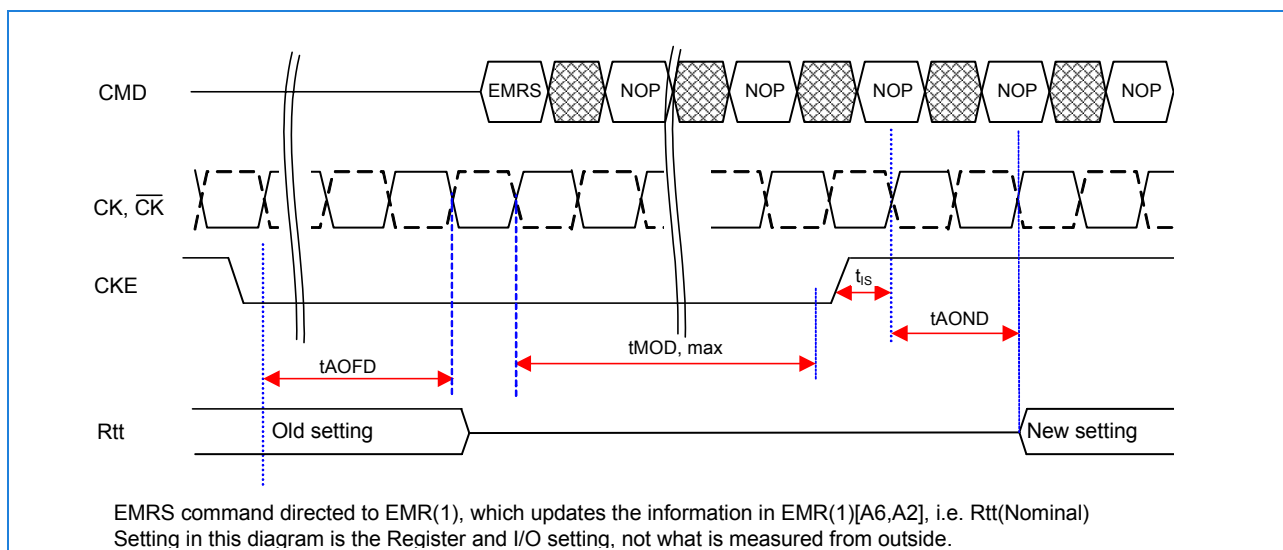 CMD
EMRS NOP NOP NOP NOP NOP
CK, C̅K̅
CKE
tIS
tAOND
tMOD, max
tAOFD
Rtt
Old setting
New setting
EMRS command directed to EMR(1), which updates the information in EMR(1)[A6,A2], i.e. Rtt(Nominal)
Setting in this diagram is the Register and I/O setting, not what is measured from outside.